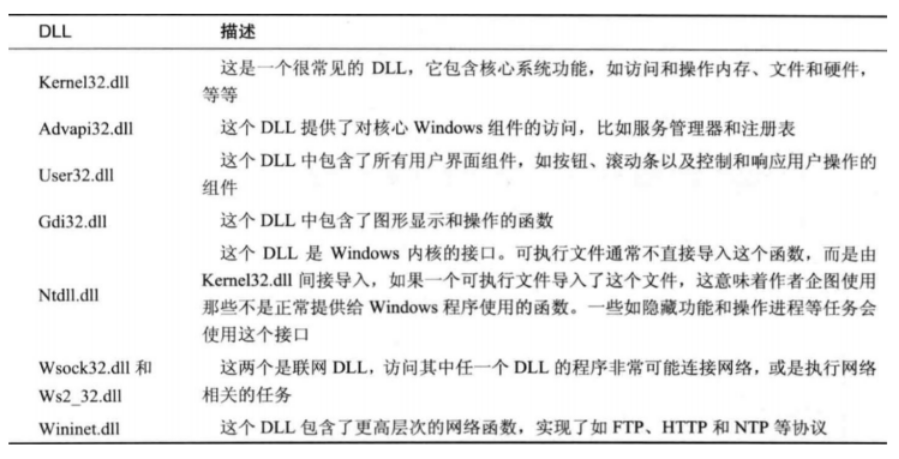 DLL 描述
Kernel32.dll 这是一个很常见的 DLL，它包含核心系统功能，如访问和操作内存、文件和硬件，
等等
Advapi32.dll 这个 DLL 提供了对核心 Windows 组件的访问，比如服务管理器和注册表
User32.dll 这个 DLL 中包含了所有用户界面组件，如按钮、滚动条以及控制和响应用户操作的
组件
Gdi32.dll 这个 DLL 中包含了图形显示和操作的函数
Ntdll.dll 这个 DLL 是 Windows 内核的接口。可执行文件通常不直接导入这个函数，而是由
Kernel32.dll 间接导入，如果一个可执行文件导入了这个文件，这意味着作者企图使用
那些不是正常提供给 Windows 程序使用的函数。一些如隐藏功能和操作进程等任务会
使用这个接口
Wsock32.dll 和 这两个是联网 DLL，访问其中任一个 DLL 的程序非常可能连接网络，或是执行网络
Ws2_32.dll 相关的任务
Wininet.dll 这个 DLL 包含了更高层次的网络函数，实现了如 FTP、HTTP 和 NTP 等协议